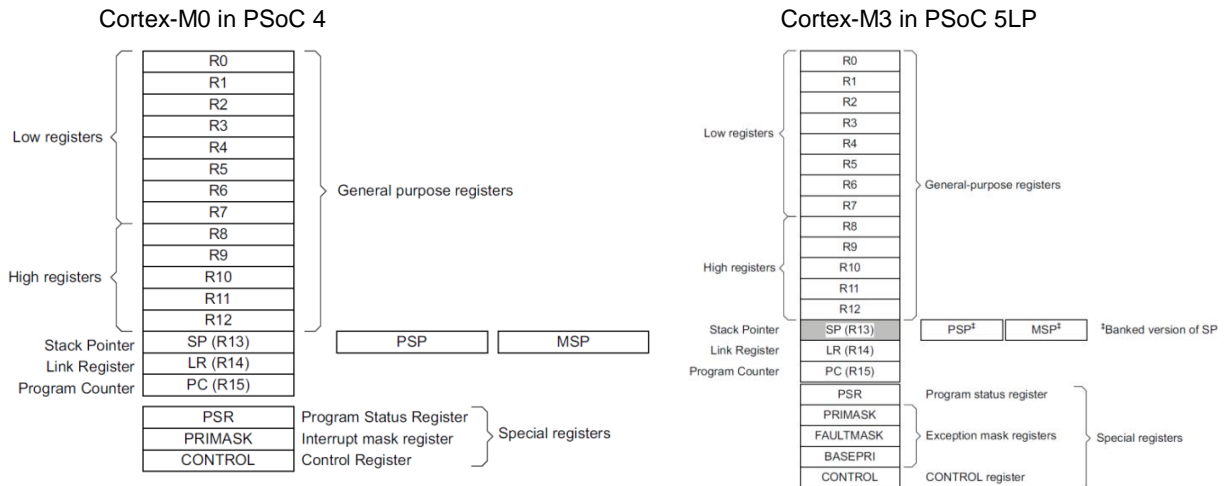 Cortex-M0 in PSoC 4
R0
R1
R2
R3
Low registers
R4
R5
R6
General purpose registers
R7
R8
R9
High registers
R10
R11
R12
Stack Pointer
SP (R13)
PSP
MSP
Link Register
LR (R14)
Program Counter
PC (R15)
PSR
Program Status Register
PRIMASK
Interrupt mask register
Special registers
CONTROL
Control Register
Cortex-M3 in PSoC 5LP
R0
R1
R2
R3
Low registers
R4
R5
R6
General-purpose registers
R7
R8
R9
High registers
R10
R11
R12
Stack Pointer
SP (R13)
PSP‡
MSP‡
‡Banked version of SP
Link Register
LR (R14)
Program Counter
PC (R15)
PSR
Program status register
PRIMASK
FAULTMASK
Exception mask registers
Special registers
BASEPRI
CONTROL
CONTROL register